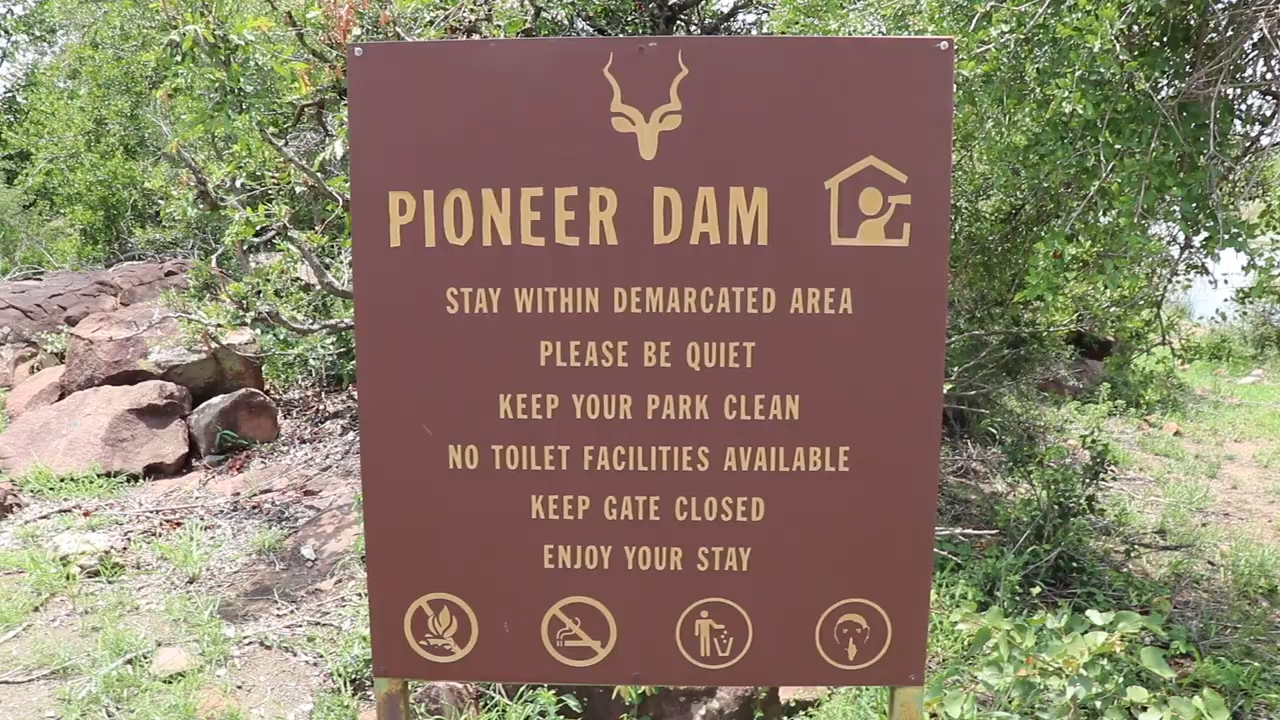 PIONEER DAM
STAY WITHIN DEMARCATED AREA
PLEASE BE QUIET
KEEP YOUR PARK CLEAN
NO TOILET FACILITIES AVAILABLE
KEEP GATE CLOSED
ENJOY YOUR STAY